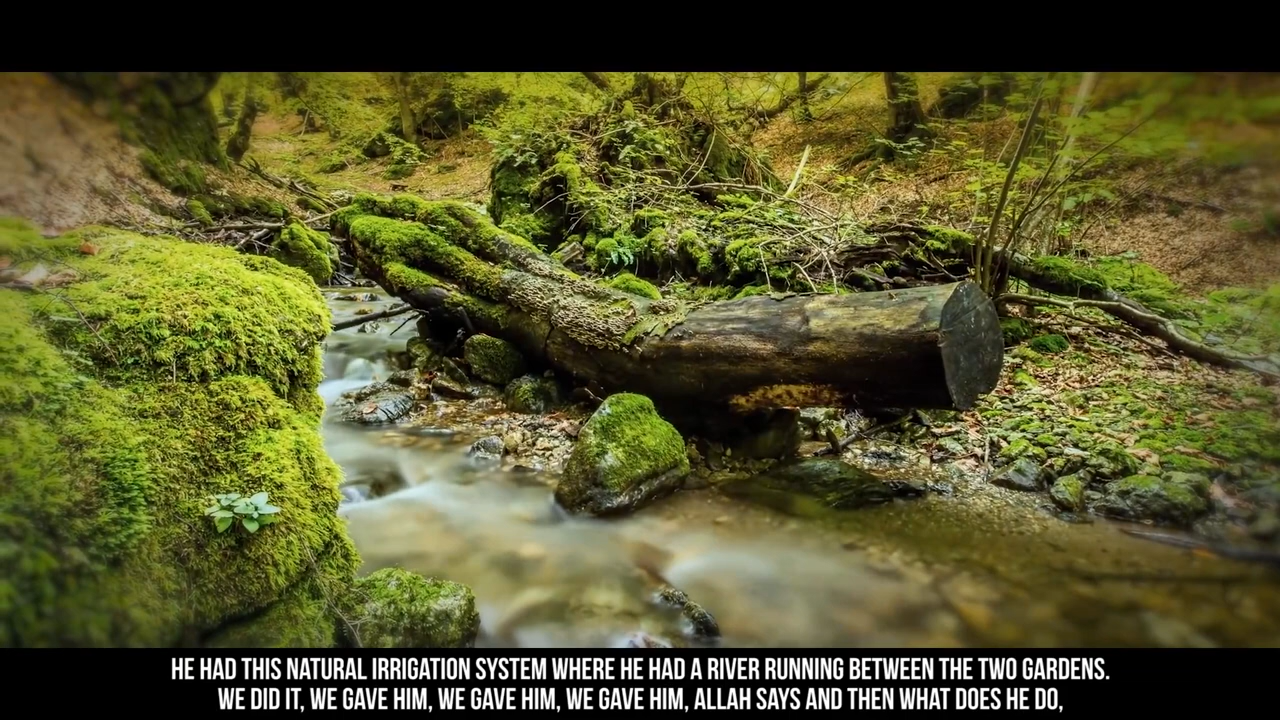 HE HAD THIS NATURAL IRRIGATION SYSTEM WHERE HE HAD A RIVER RUNNING BETWEEN THE TWO GARDENS.
WE DID IT, WE GAVE HIM, WE GAVE HIM, WE GAVE HIM, ALLAH SAYS AND THEN WHAT DOES HE DO,